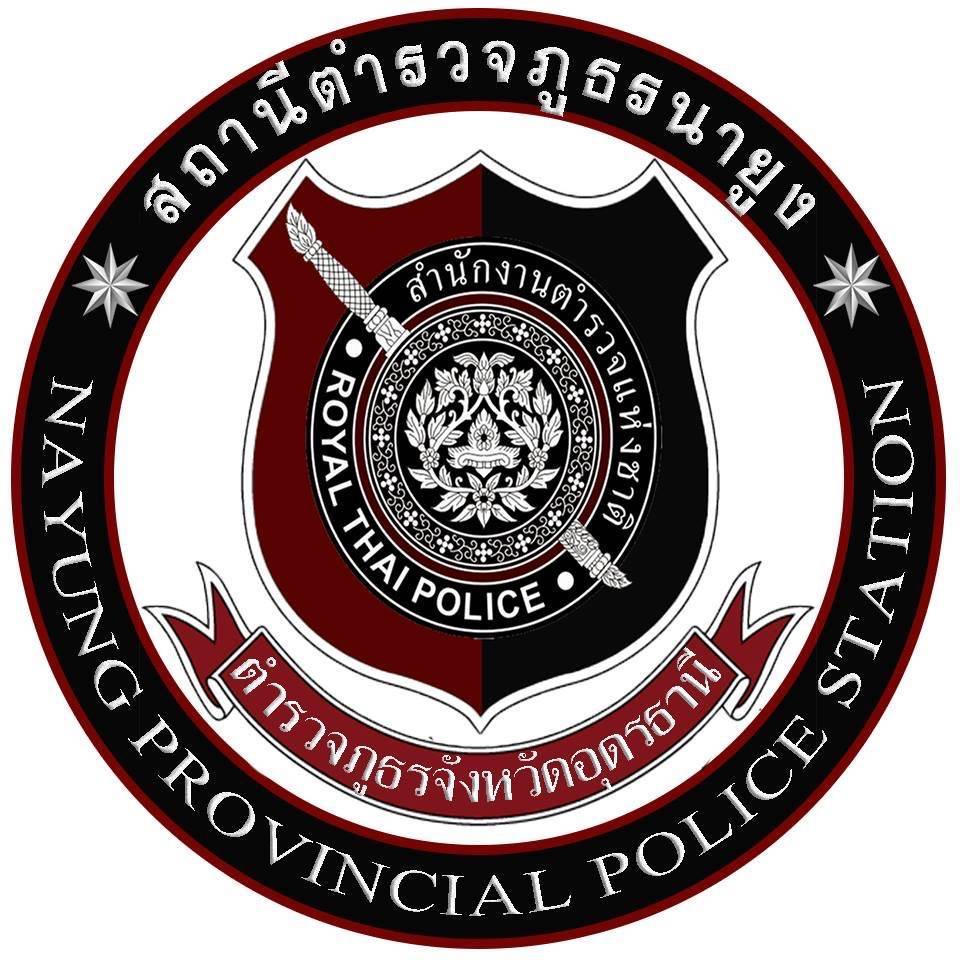 สถานีตำรวจภูธรนายูง
สำนักงานตำรวจแห่งชาติ
ROYAL THAI POLICE
ตำรวจภูธรจังหวัดอุดรธานี
NAYUNG PROVINCIAL POLICE STATION